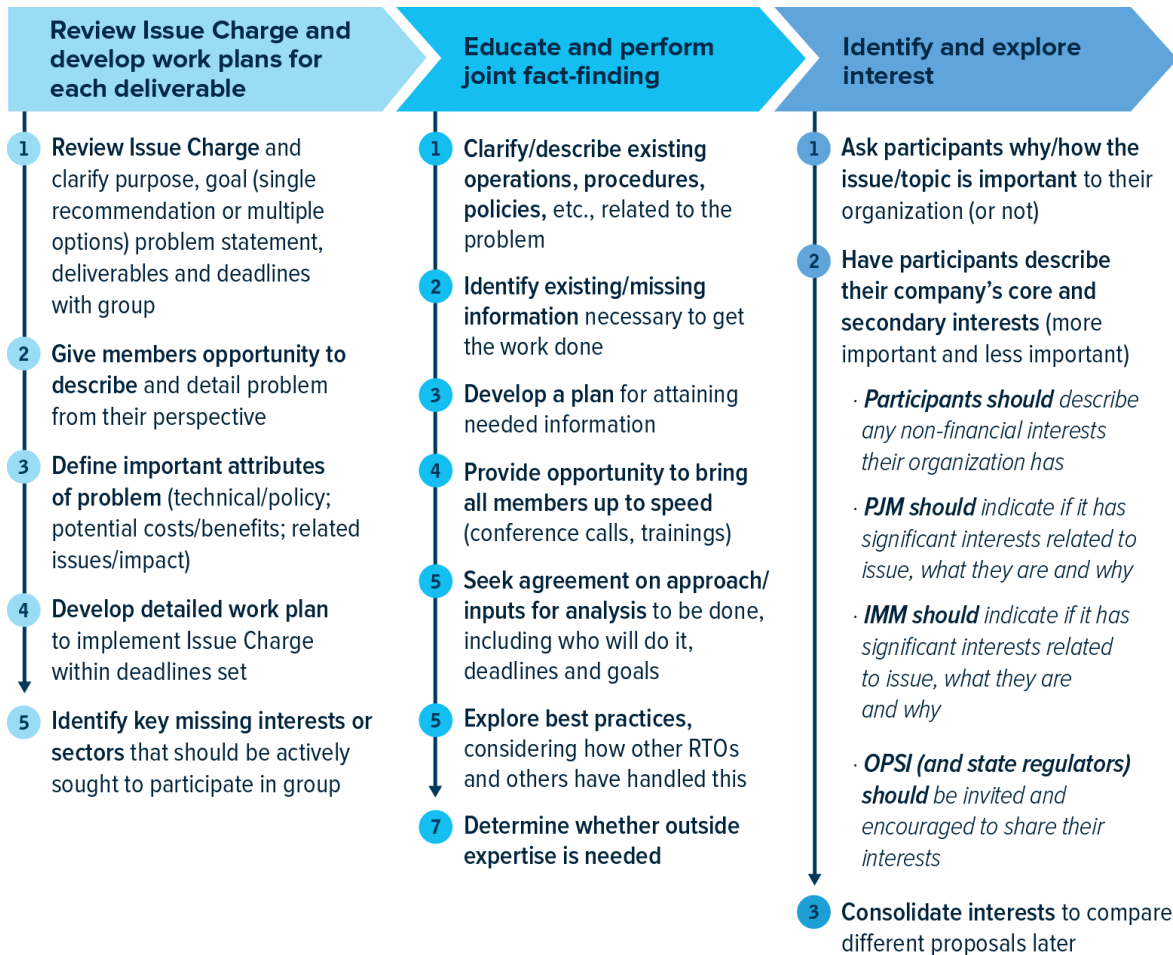 Review Issue Charge and
develop work plans for
each deliverable
1 Review Issue Charge and
clarify purpose, goal (single
recommendation or multiple
options) problem statement,
deliverables and deadlines
with group
2 Give members opportunity to
describe and detail problem
from their perspective
3 Define important attributes
of problem (technical/policy;
potential costs/benefits; related
issues/impact)
4 Develop detailed work plan
to implement Issue Charge
within deadlines set
5 Identify key missing interests or
sectors that should be actively
sought to participate in group
Educate and perform
joint fact-finding
1 Clarify/describe existing
operations, procedures,
policies, etc., related to the
problem
2 Identify existing/missing
information necessary to get
the work done
3 Develop a plan for attaining
needed information
4 Provide opportunity to bring
all members up to speed
(conference calls, trainings)
5 Seek agreement on approach/
inputs for analysis to be done,
including who will do it,
deadlines and goals
5 Explore best practices,
considering how other RTOs
and others have handled this
7 Determine whether outside
expertise is needed
Identify and explore
interest
1 Ask participants why/how the
issue/topic is important to their
organization (or not)
2 Have participants describe
their company's core and
secondary interests (more
important and less important)
· Participants should describe
any non-financial interests
their organization has
· PJM should indicate if it has
significant interests related to
issue, what they are and why
· IMM should indicate if it has
significant interests related
to issue, what they are
and why
· OPSI (and state regulators)
should be invited and
encouraged to share their
interests
3 Consolidate interests to compare
different proposals later